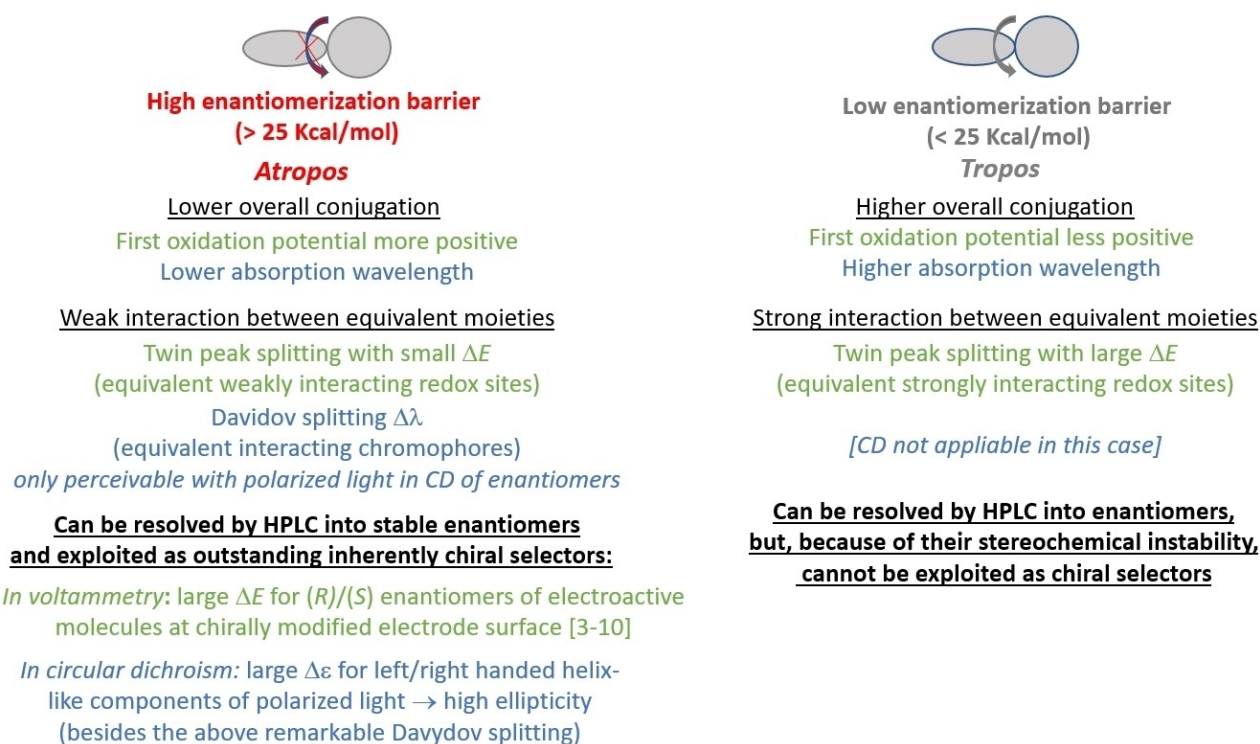 High enantiomerization barrier
(> 25 Kcal/mol)
Atropos
Lower overall conjugation
First oxidation potential more positive
Lower absorption wavelength
Weak interaction between equivalent moieties
Twin peak splitting with small ΔE
(equivalent weakly interacting redox sites)
Davidov splitting Δλ
(equivalent interacting chromophores)
only perceivable with polarized light in CD of enantiomers
Can be resolved by HPLC into stable enantiomers
and exploited as outstanding inherently chiral selectors:
In voltammetry: large ΔE for (R)/(S) enantiomers of electroactive
molecules at chirally modified electrode surface [3-10]
In circular dichroism: large Δε for left/right handed helix-
like components of polarized light → high ellipticity
(besides the above remarkable Davydov splitting)
Low enantiomerization barrier
(< 25 Kcal/mol)
Tropos
Higher overall conjugation
First oxidation potential less positive
Higher absorption wavelength
Strong interaction between equivalent moieties
Twin peak splitting with large ΔE
(equivalent strongly interacting redox sites)
[CD not appliable in this case]
Can be resolved by HPLC into enantiomers,
but, because of their stereochemical instability,
cannot be exploited as chiral selectors